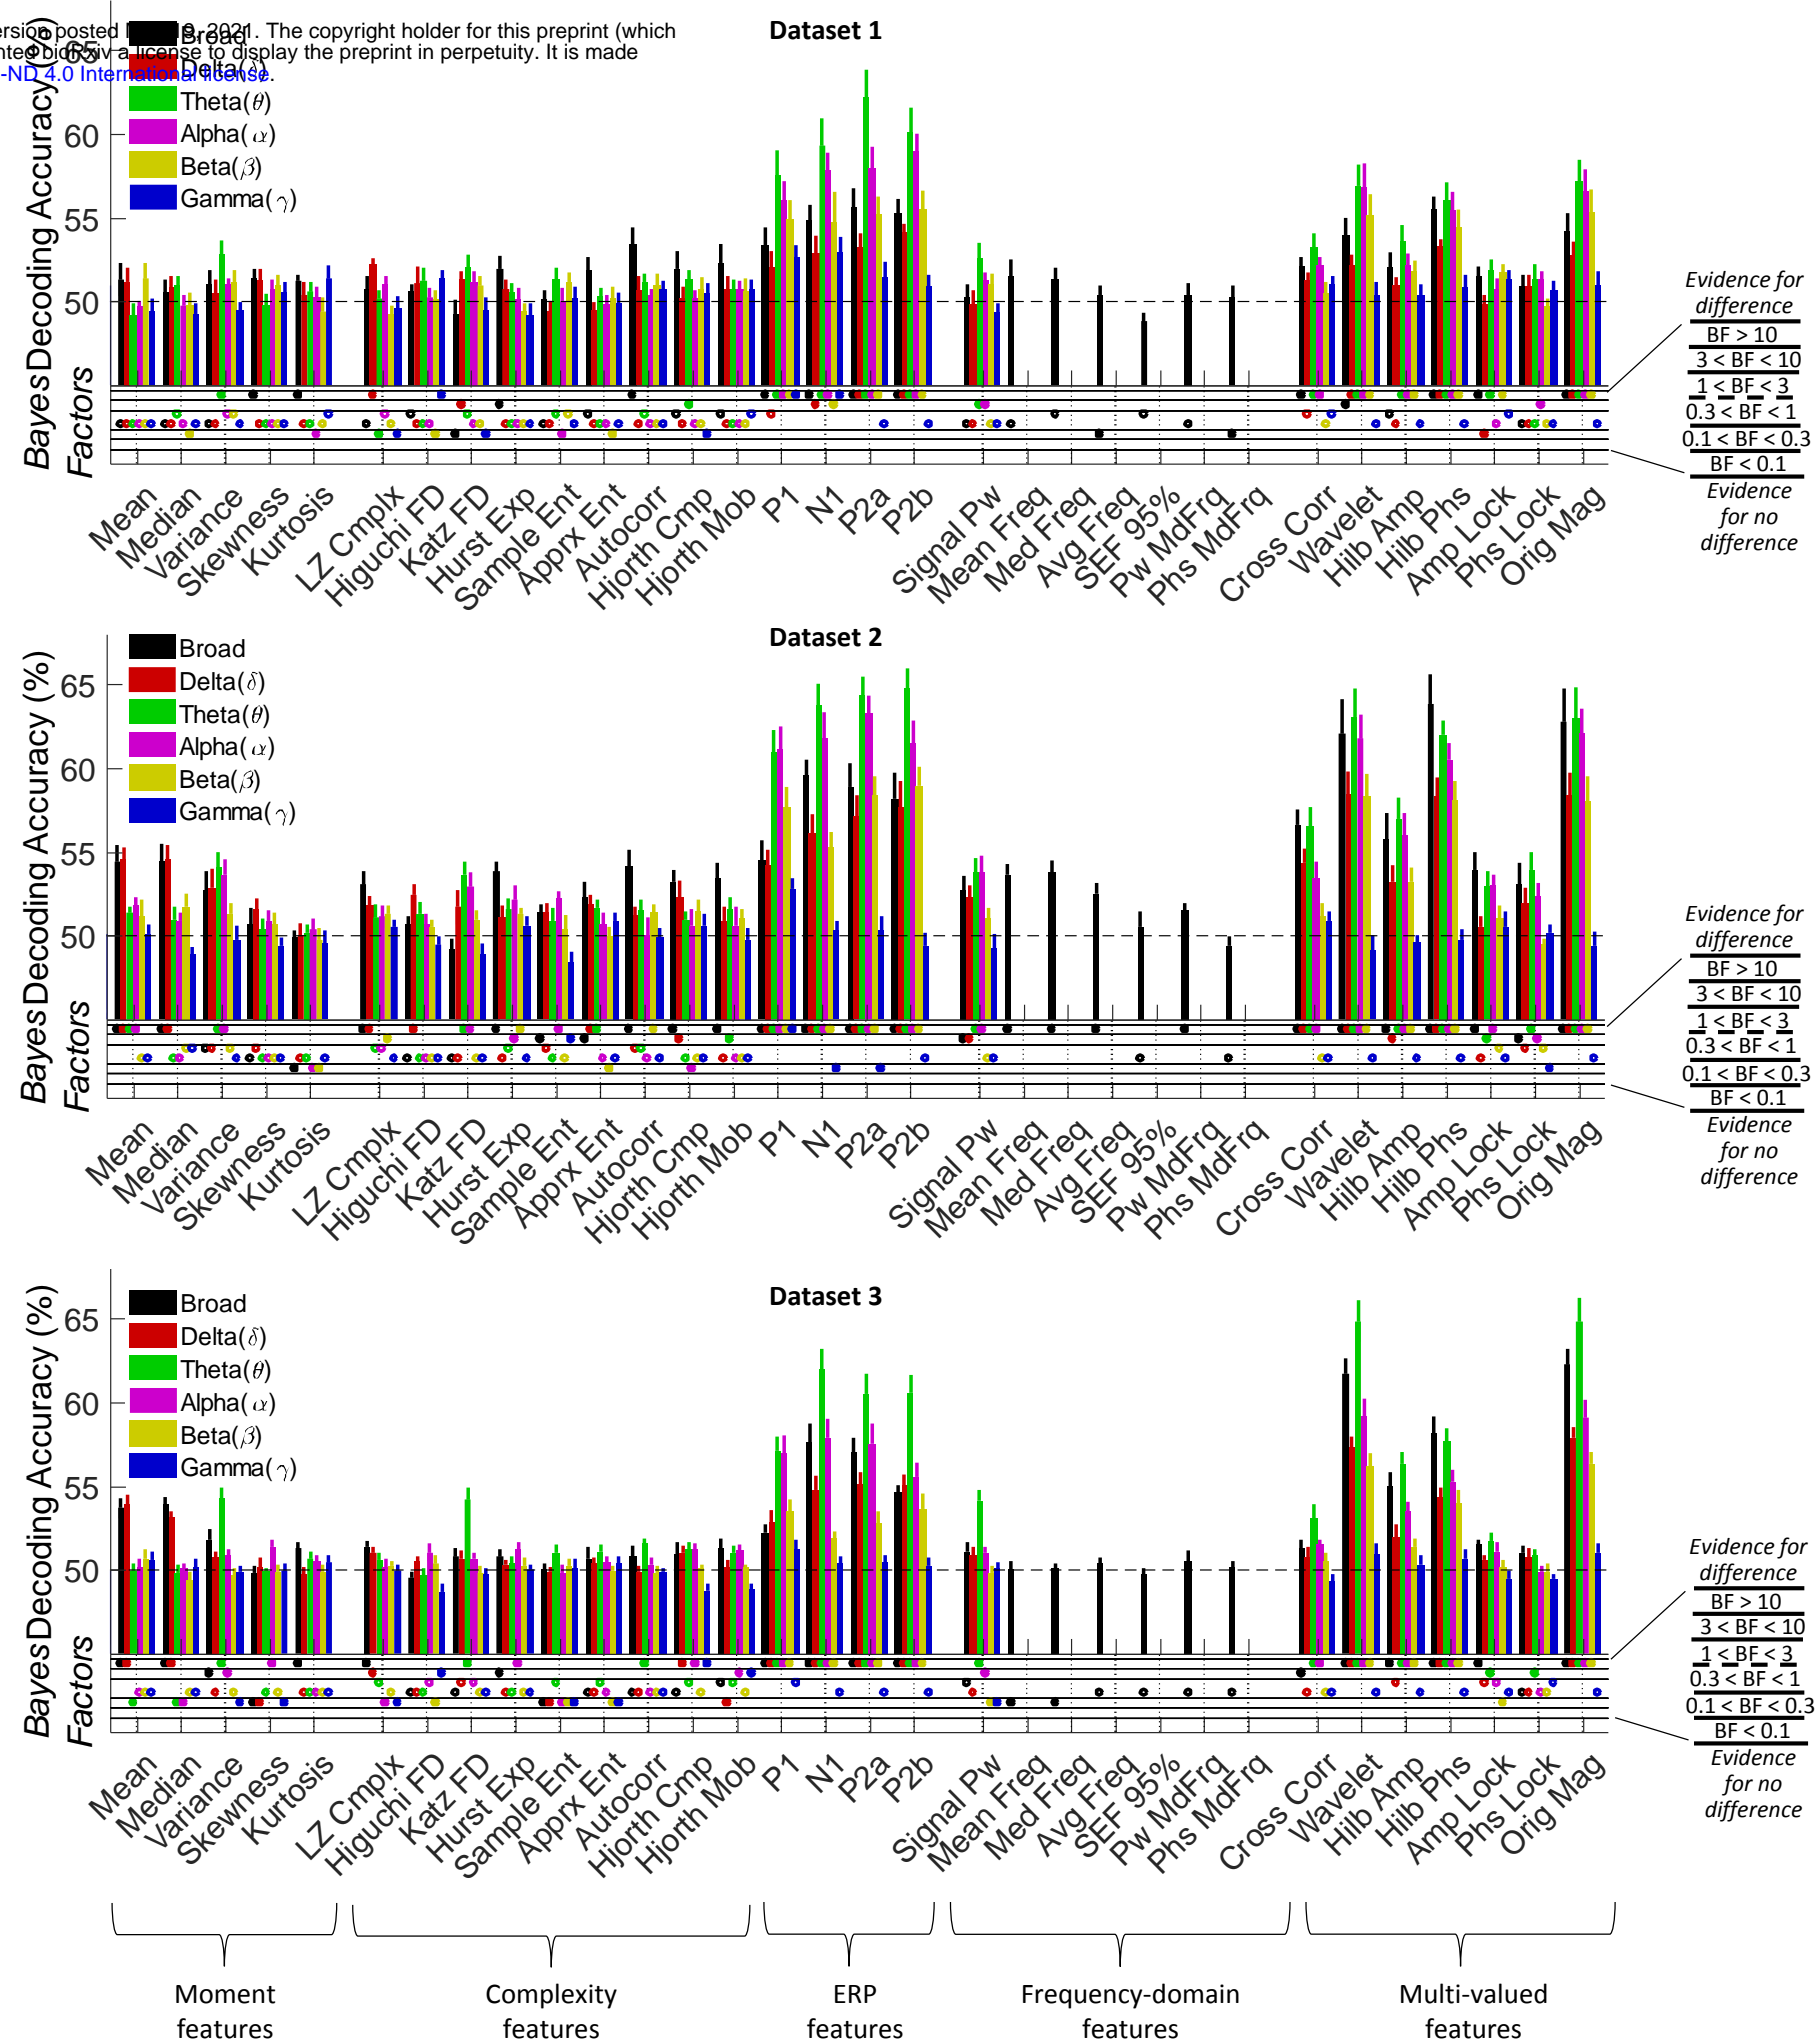 ersion posted 2021. The copyright holder for this preprint (which
nted bioRxiv a license to display the preprint in perpetuity. It is made
-ND 4.0 International license.
Dataset 1
Broad
Delta(δ)
Theta(θ)
Alpha(α)
Beta(β)
Gamma(γ)
Decoding Accuracy (%)
65
60
55
50
Bayes
Factors
Evidence for
difference
BF > 10
3 < BF < 10
1 < BF < 3
0.3 < BF < 1
0.1 < BF < 0.3
BF < 0.1
Evidence
for no
difference
Mean
Median
Variance
Skewness
Kurtosis
LZ Cmplx
Higuchi FD
Katz FD
Hurst Exp
Sample Ent
Apprx Ent
Autocorr
Hjorth Cmp
Hjorth Mob
P1
N1
P2a
P2b
Signal Pw
Mean Freq
Med Freq
Avg Freq
SEF 95%
Pw MdFrq
Phs MdFrq
Cross Corr
Wavelet
Hilb Amp
Hilb Phs
Amp Lock
Phs Lock
Orig Mag
Dataset 2
Broad
Delta(δ)
Theta(θ)
Alpha(α)
Beta(β)
Gamma(γ)
Decoding Accuracy (%)
65
60
55
50
Bayes
Factors
Evidence for
difference
BF > 10
3 < BF < 10
1 < BF < 3
0.3 < BF < 1
0.1 < BF < 0.3
BF < 0.1
Evidence
for no
difference
Mean
Median
Variance
Skewness
Kurtosis
LZ Cmplx
Higuchi FD
Katz FD
Hurst Exp
Sample Ent
Apprx Ent
Autocorr
Hjorth Cmp
Hjorth Mob
P1
N1
P2a
P2b
Signal Pw
Mean Freq
Med Freq
Avg Freq
SEF 95%
Pw MdFrq
Phs MdFrq
Cross Corr
Wavelet
Hilb Amp
Hilb Phs
Amp Lock
Phs Lock
Orig Mag
Dataset 3
Broad
Delta(δ)
Theta(θ)
Alpha(α)
Beta(β)
Gamma(γ)
Decoding Accuracy (%)
65
60
55
50
Bayes
Factors
Evidence for
difference
BF > 10
3 < BF < 10
1 < BF < 3
0.3 < BF < 1
0.1 < BF < 0.3
BF < 0.1
Evidence
for no
difference
Mean
Median
Variance
Skewness
Kurtosis
LZ Cmplx
Higuchi FD
Katz FD
Hurst Exp
Sample Ent
Apprx Ent
Autocorr
Hjorth Cmp
Hjorth Mob
P1
N1
P2a
P2b
Signal Pw
Mean Freq
Med Freq
Avg Freq
SEF 95%
Pw MdFrq
Phs MdFrq
Cross Corr
Wavelet
Hilb Amp
Hilb Phs
Amp Lock
Phs Lock
Orig Mag
Moment
features
Complexity
features
ERP
features
Frequency-domain
features
Multi-valued
features